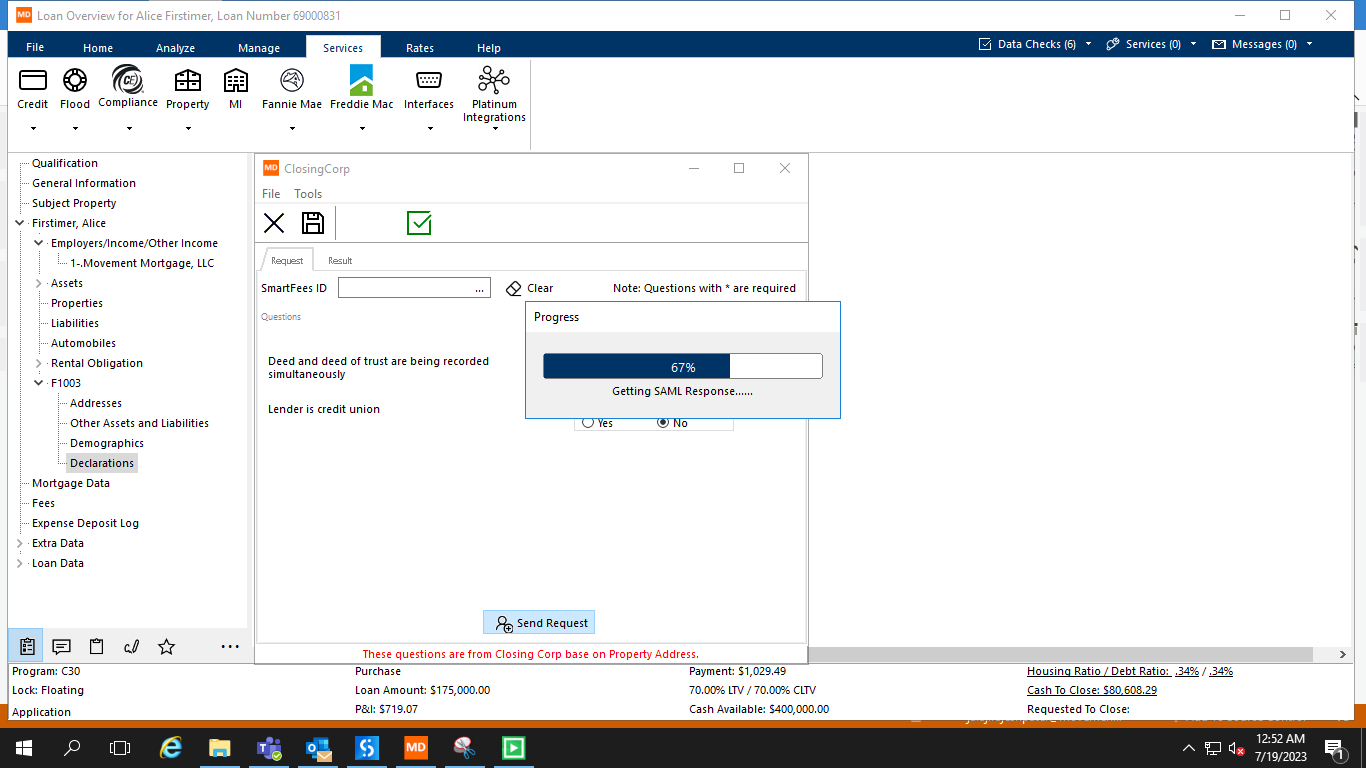 MD Loan Overview for Alice Firstimer, Loan Number 69000831
File Home Analyze Manage Services Rates Help Data Checks (6) Services (0) Messages (0)
Credit Flood Compliance Property MI Fannie Mae Freddie Mac Interfaces Platinum
Integrations
Qualification
General Information
Subject Property
Firstimer, Alice
Employers/Income/Other Income
1-.Movement Mortgage, LLC
Assets
Properties
Liabilities
Automobiles
Rental Obligation
F1003
Addresses
Other Assets and Liabilities
Demographics
Declarations
Mortgage Data
Fees
Expense Deposit Log
Extra Data
Loan Data
MD ClosingCorp
File Tools
Request Result
SmartFees ID ... Clear Note: Questions with * are required
Questions
Deed and deed of trust are being recorded
simultaneously
Lender is credit union
Yes No
Progress
67%
Getting SAML Response......
Send Request
These questions are from Closing Corp base on Property Address.
Program: C30 Purchase Payment: $1,029.49 Housing Ratio / Debt Ratio: .34% / .34%
Lock: Floating Loan Amount: $175,000.00 70.00% LTV / 70.00% CLTV Cash To Close: $80,608.29
Application P&I: $719.07 Cash Available: $400,000.00 Requested To Close:
MD
12:52 AM
7/19/2023
1